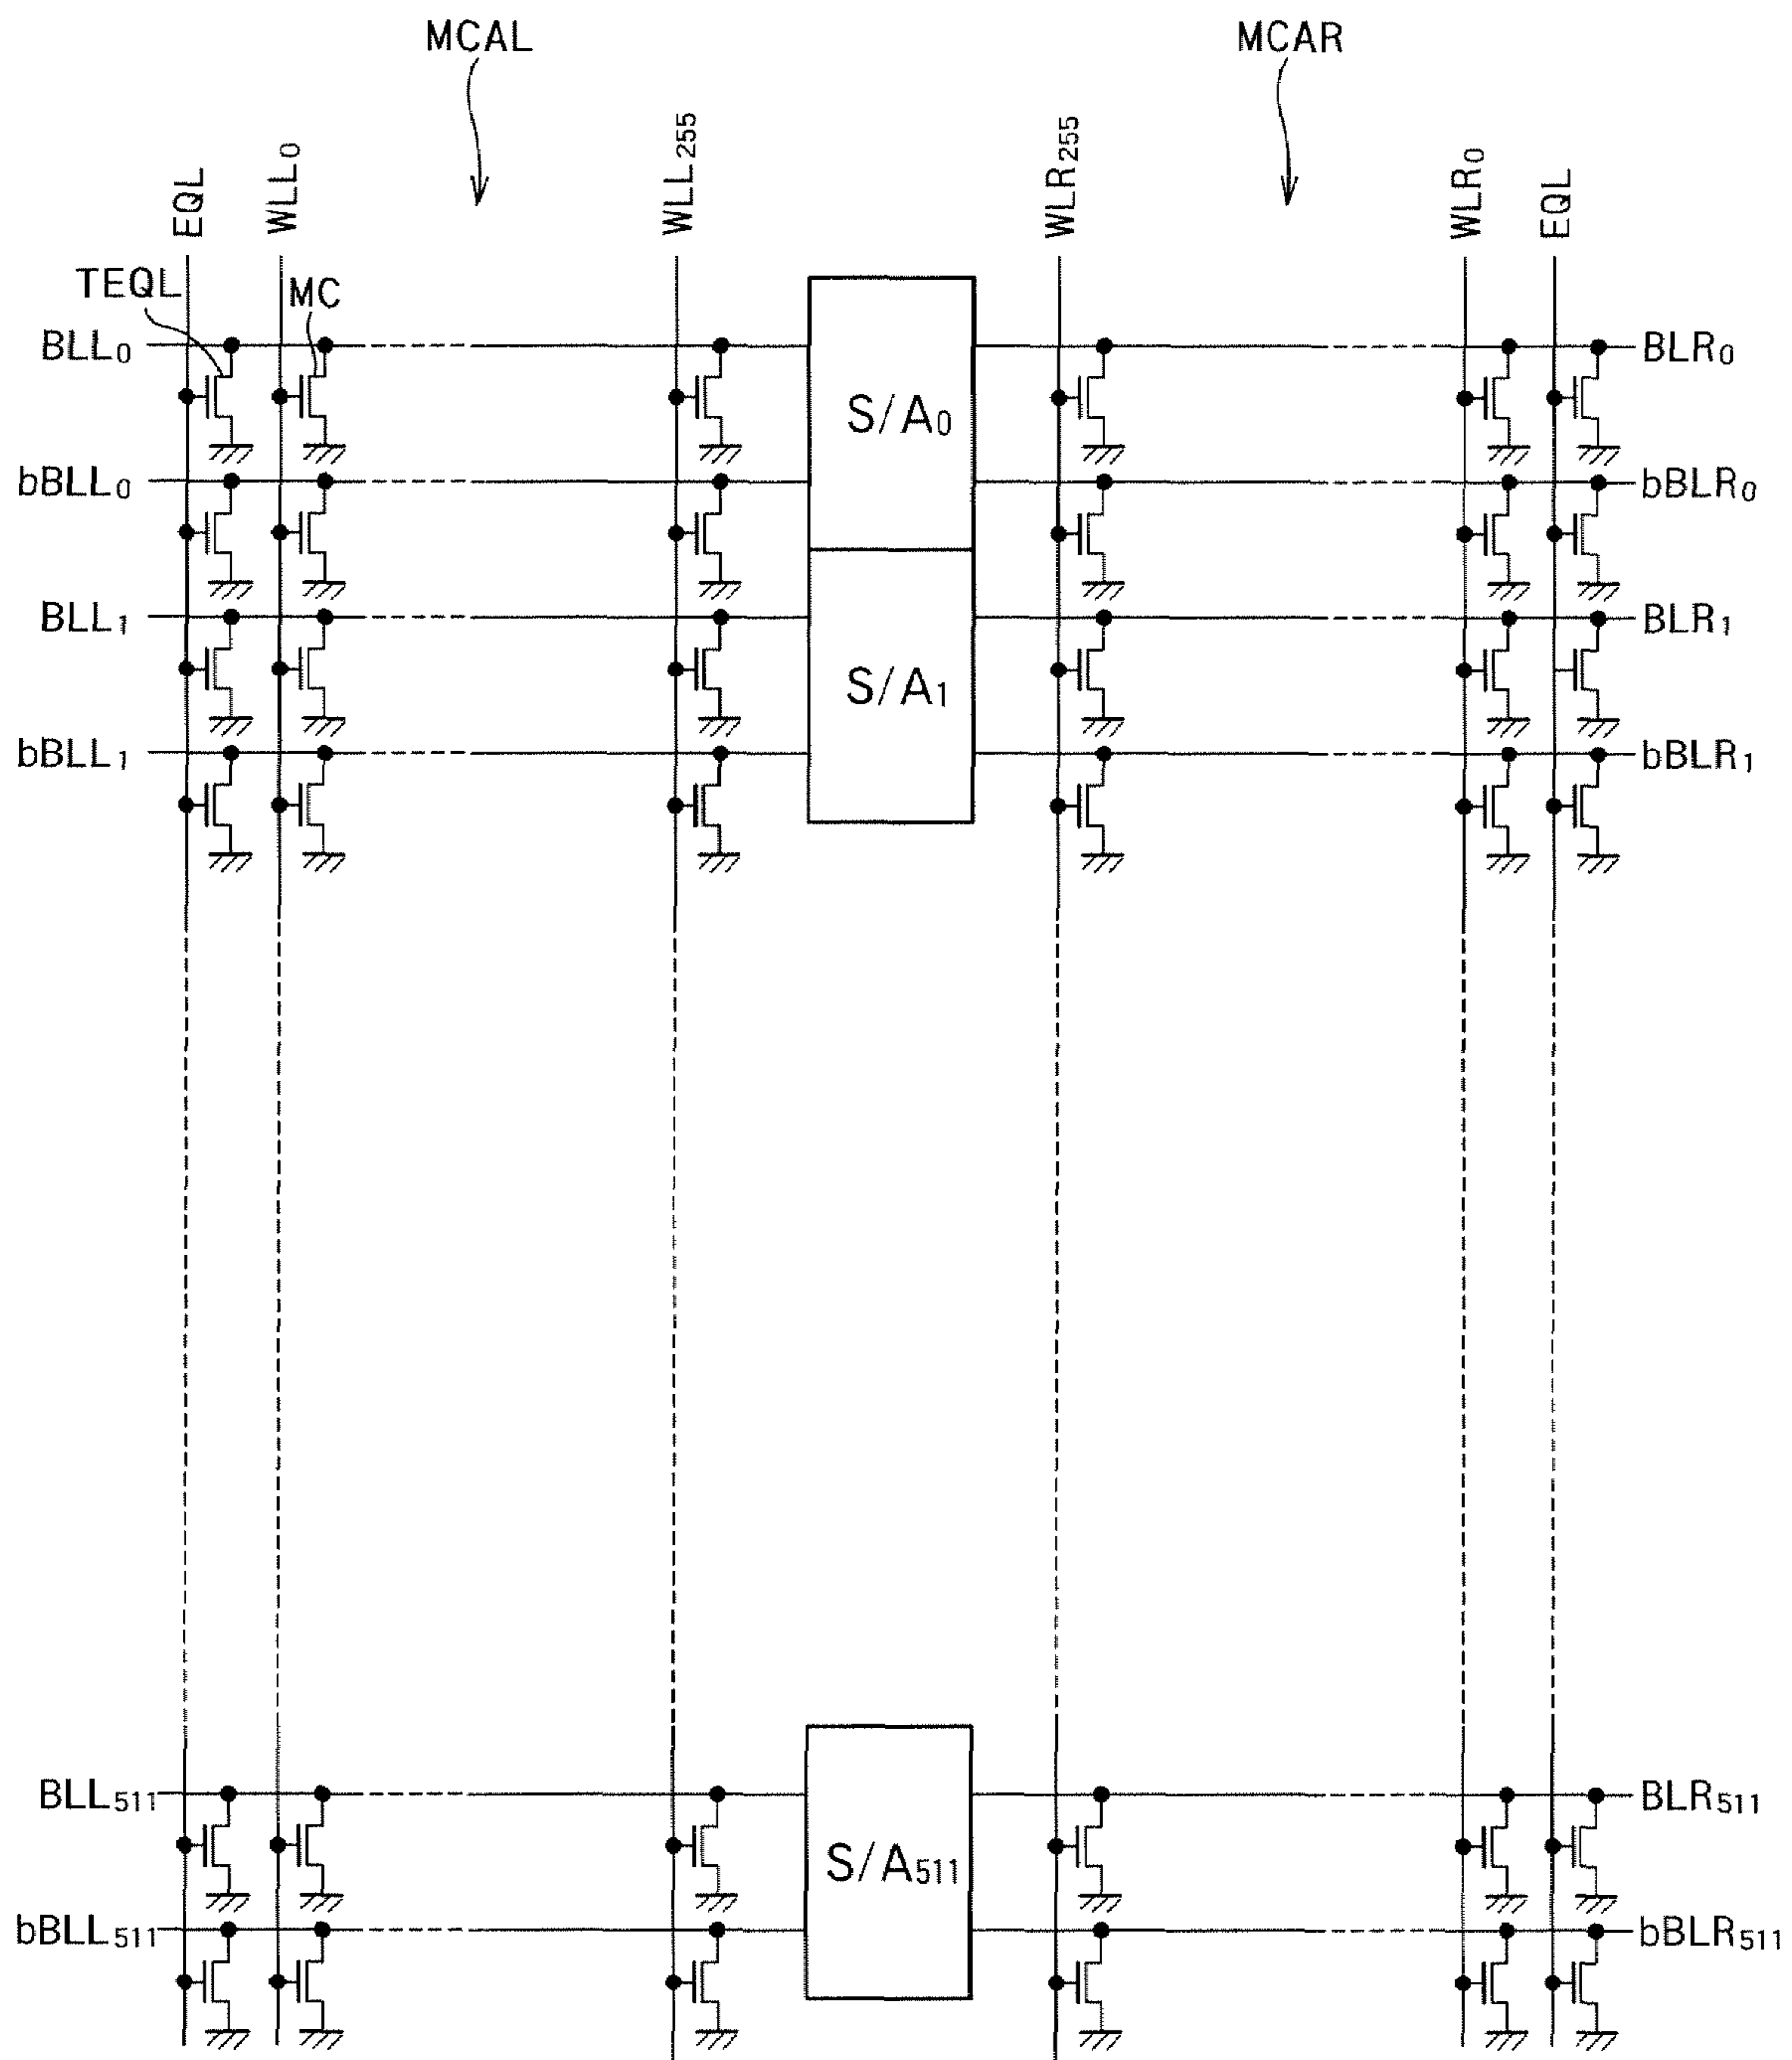 MCAL MCAR
EQL WLL0 WLL255 WLR255 WLR0 EQL
TEQL MC
BLL0 S/A0 BLR0
bBLL0 bBLR0
BLL1 S/A1 BLR1
bBLL1 bBLR1
BLL511 S/A511 BLR511
bBLL511 bBLR511